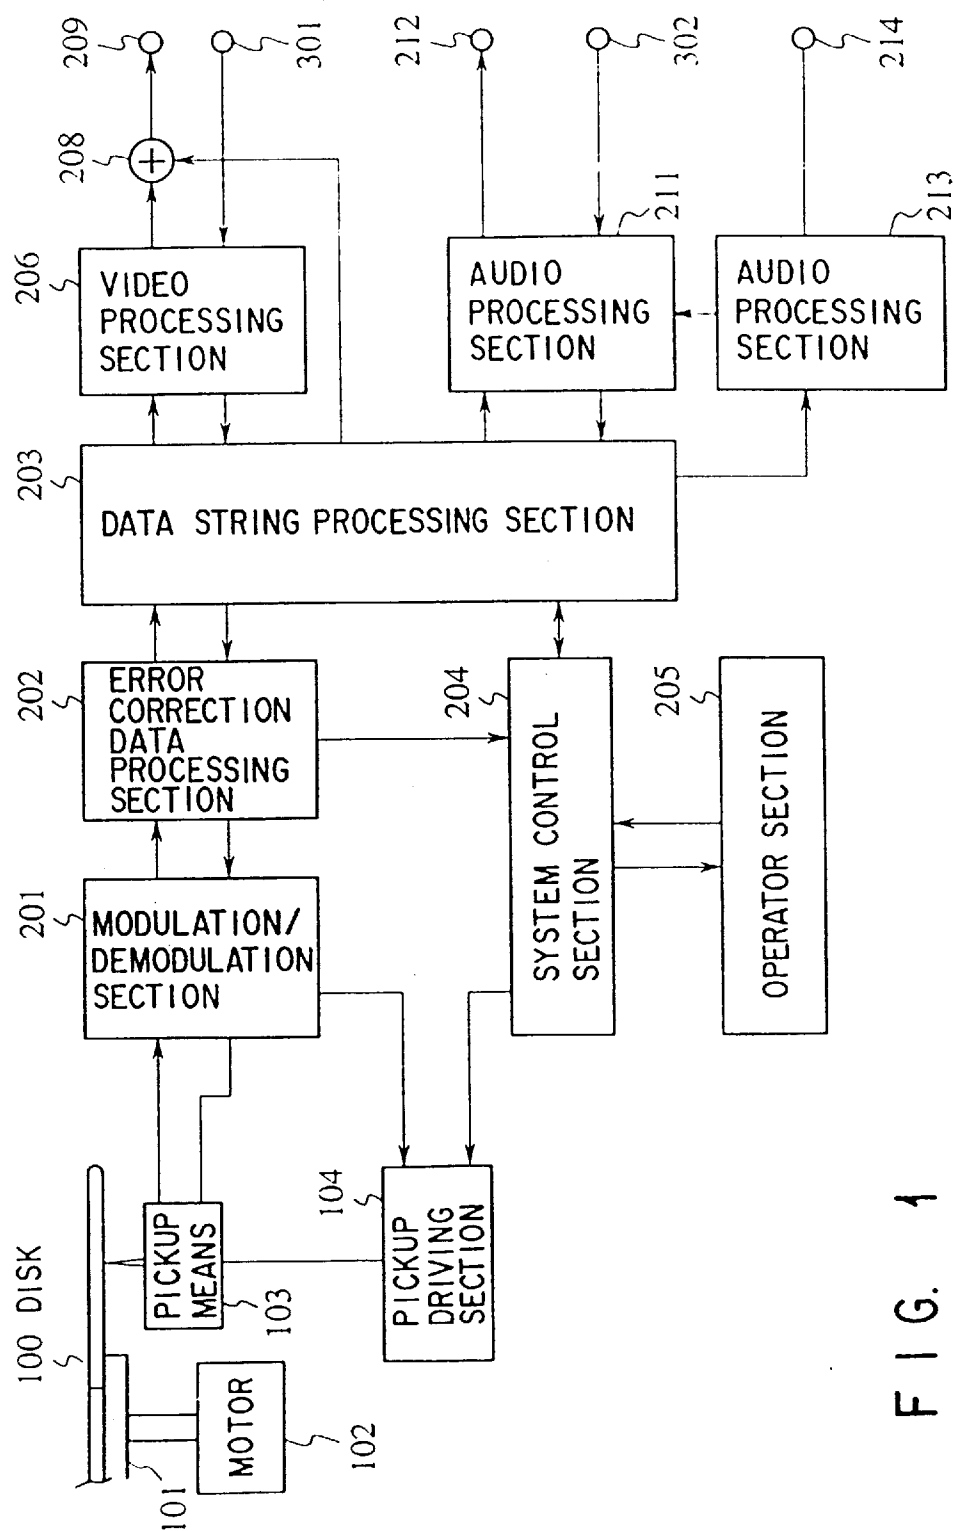 100 DISK
101
MOTOR
102
PICKUP
MEANS
103
104
PICKUP
DRIVING
SECTION
201
MODULATION/
DEMODULATION
SECTION
202
ERROR
CORRECTION
DATA
PROCESSING
SECTION
204
SYSTEM CONTROL
SECTION
205
OPERATOR SECTION
203
DATA STRING PROCESSING SECTION
206
VIDEO
PROCESSING
SECTION
208
+
209
301
AUDIO
PROCESSING
SECTION
211
212
302
AUDIO
PROCESSING
SECTION
213
214
FIG. 1